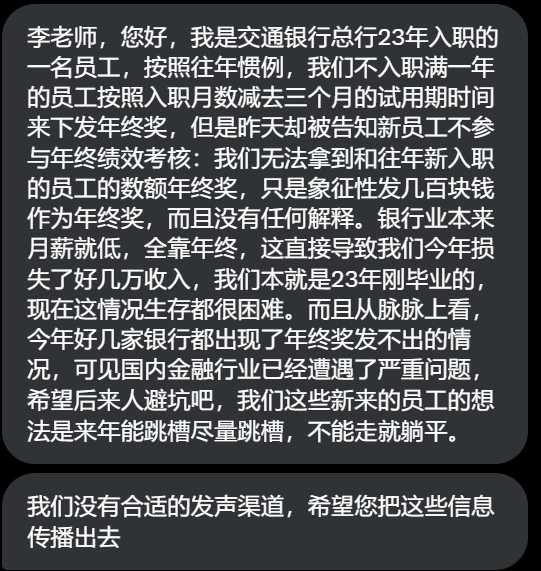 李老师，您好，我是交通银行总行23年入职的
一名员工，按照往年惯例，我们不入职满一年
的员工按照入职月数减去三个月的试用期时间
来下发年终奖，但是昨天却被告知新员工不参
与年终绩效考核：我们无法拿到和往年新入职
的员工的数额年终奖，只是象征性发几百块钱
作为年终奖，而且没有任何解释。银行业本来
月薪就低，全靠年终，这直接导致我们今年损
失了好几万收入，我们本就是23年刚毕业的，
现在这情况生存都很困难。而且从脉脉上看，
今年好几家银行都出现了年终奖发不出的情
况，可见国内金融行业已经遭遇了严重问题，
希望后来人避坑吧，我们这些新来的员工的想
法是来年能跳槽尽量跳槽，不能走就躺平。
我们没有合适的发声渠道，希望您把这些信息
传播出去